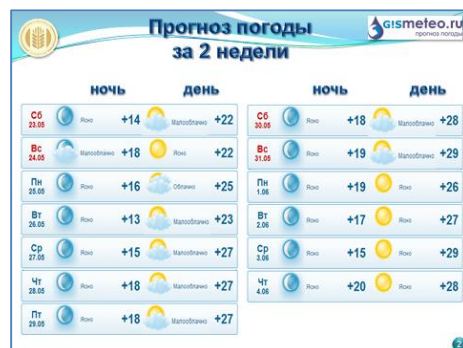 Прогноз погоды
за 2 недели
GISmeteo.ru
прогноз погоды
ночь день
Сб 23.05 Ясно +14 Малооблачно +22
Вс 24.05 Малооблачно +18 Ясно +22
Пн 25.05 Ясно +16 Облачно +25
Вт 26.05 Ясно +13 Малооблачно +23
Ср 27.05 Ясно +15 Малооблачно +27
Чт 28.05 Ясно +18 Малооблачно +27
Пт 29.05 Ясно +18 Малооблачно +27
ночь день
Сб 30.05 Ясно +18 Малооблачно +28
Вс 31.05 Ясно +19 Малооблачно +29
Пн 1.06 Ясно +19 Ясно +26
Вт 2.06 Ясно +17 Ясно +27
Ср 3.06 Ясно +15 Ясно +29
Чт 4.06 Ясно +20 Ясно +28
2